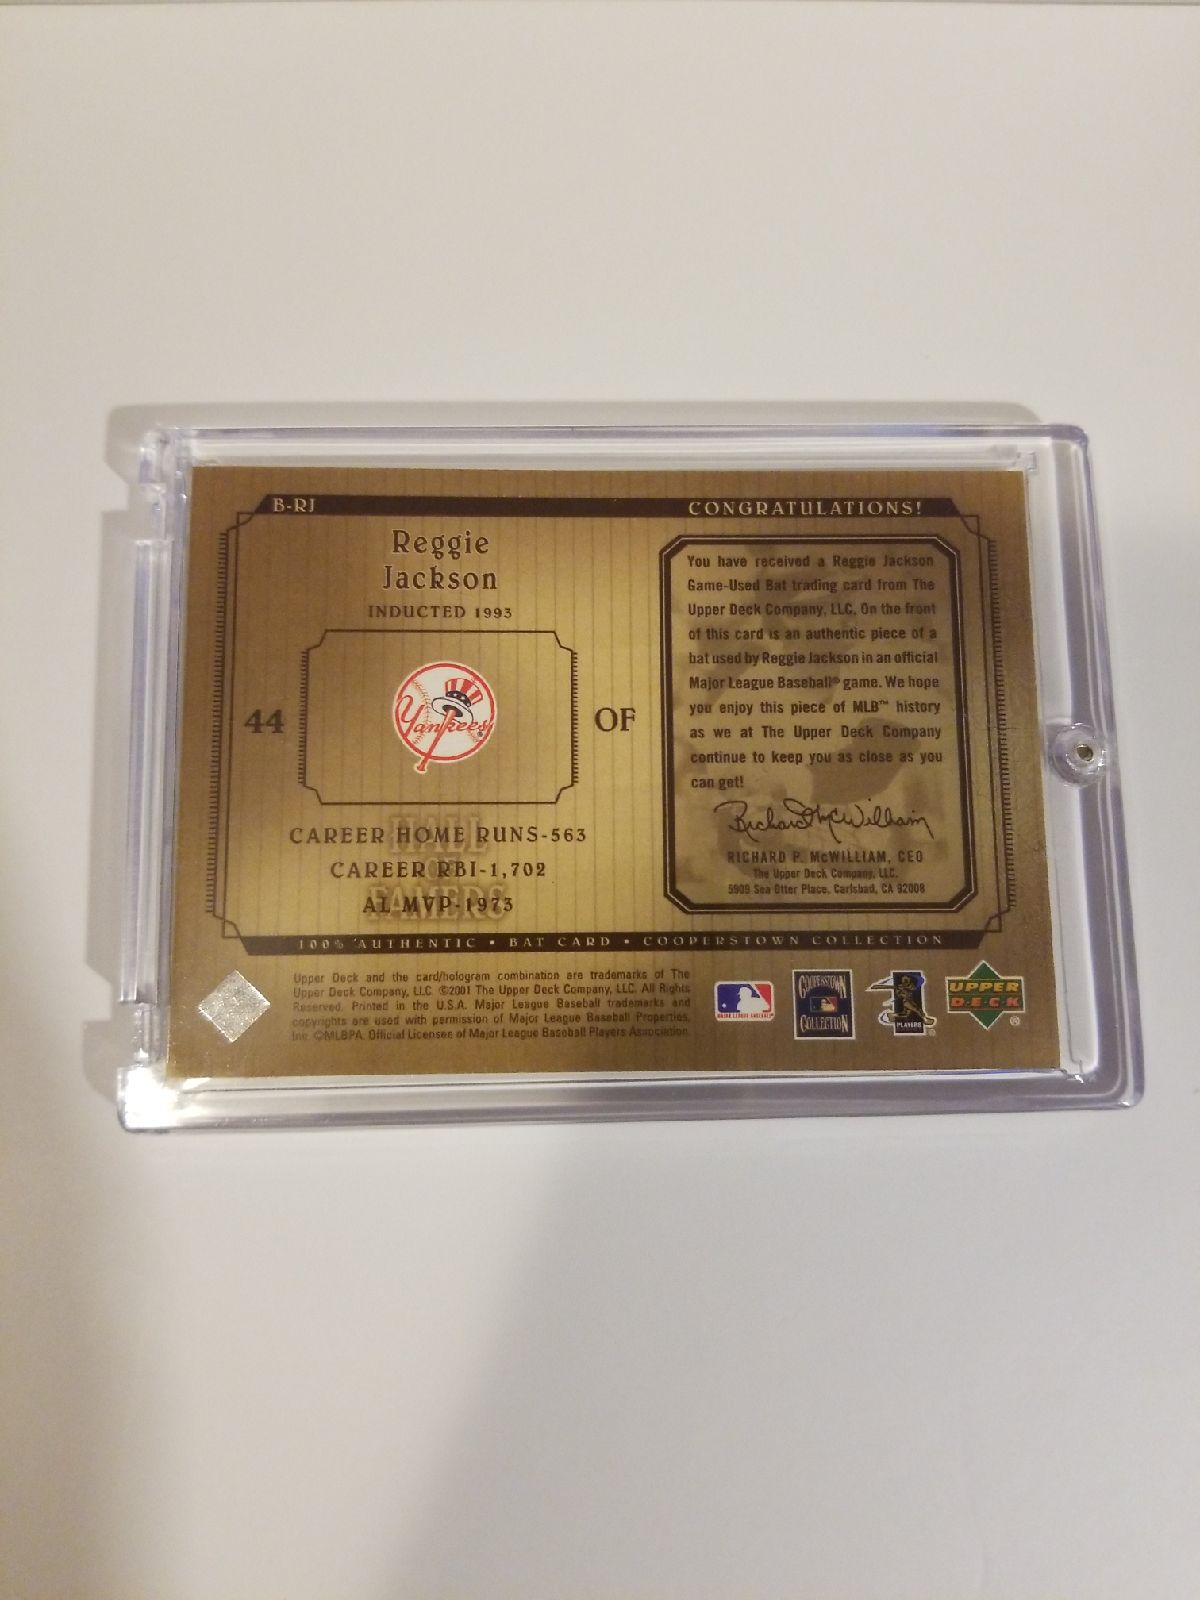 B-RJ
CONGRATULATIONS!
Reggie
Jackson
INDUCTED 1993
44
Yankees
OF
HALL
OF
FAMERS
CAREER HOME RUNS-563
CAREER RBI-1,702
AL MVP-1973
You have received a Reggie Jackson
Game-Used Bat trading card from The
Upper Deck Company, LLC. On the front
of this card is an authentic piece of a
bat used by Reggie Jackson in an official
Major League Baseball® game. We hope
you enjoy this piece of MLB™ history
as we at The Upper Deck Company
continue to keep you as close as you
can get!
Richard McWilliam
RICHARD P. McWILLIAM, CEO
The Upper Deck Company, LLC.
5909 Sea Otter Place, Carlsbad, CA 92008
100% AUTHENTIC • BAT CARD • COOPERSTOWN COLLECTION
Upper Deck and the card/hologram combination are trademarks of The
Upper Deck Company, LLC. ©2001 The Upper Deck Company, LLC. All Rights
Reserved. Printed in the U.S.A. Major League Baseball trademarks and
copyrights are used with permission of Major League Baseball Properties,
Inc. ©MLBPA. Official Licensee of Major League Baseball Players Association.
MAJOR LEAGUE BASEBALL
COOPERSTOWN
COLLECTION
PLAYERS
UPPER
DECK